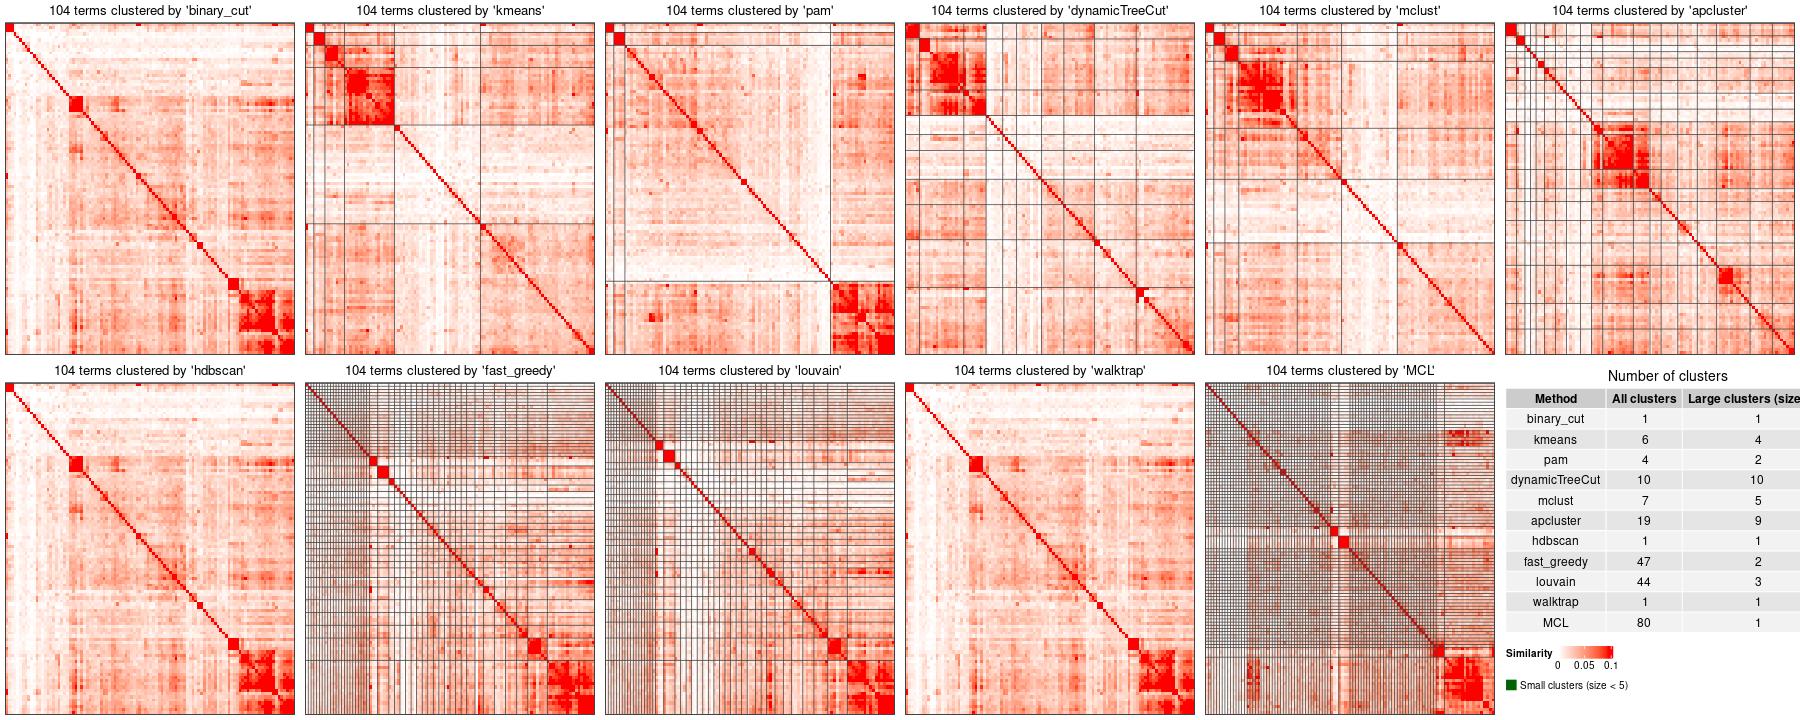 104 terms clustered by 'binary_cut'
104 terms clustered by 'kmeans'
104 terms clustered by 'pam'
104 terms clustered by 'dynamicTreeCut'
104 terms clustered by 'mclust'
104 terms clustered by 'apcluster'
104 terms clustered by 'hdbscan'
104 terms clustered by 'fast_greedy'
104 terms clustered by 'louvain'
104 terms clustered by 'walktrap'
104 terms clustered by 'MCL'
Number of clusters
Method All clusters Large clusters (size
binary_cut 1 1
kmeans 6 4
pam 4 2
dynamicTreeCut 10 10
mclust 7 5
apcluster 19 9
hdbscan 1 1
fast_greedy 47 2
louvain 44 3
walktrap 1 1
MCL 80 1
Similarity
0 0.05 0.1
Small clusters (size < 5)